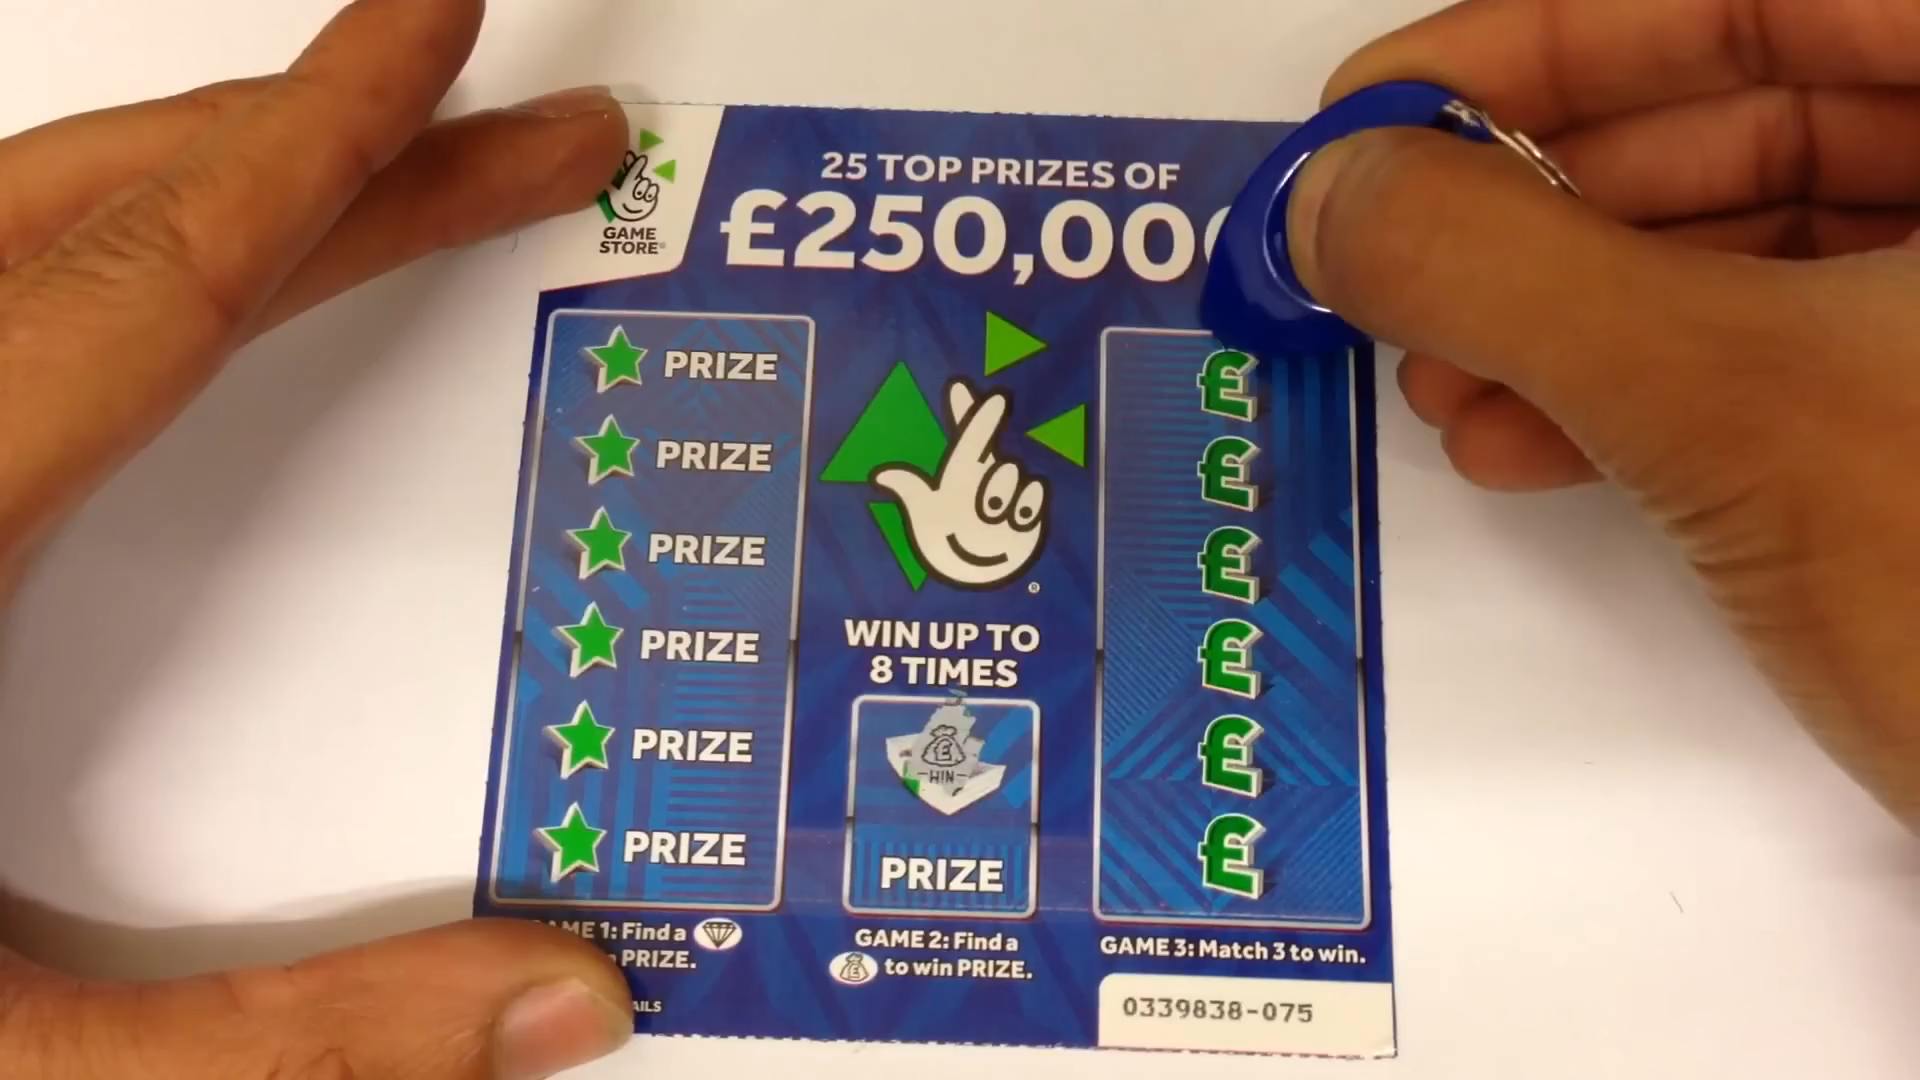 GAME
STORE®
25 TOP PRIZES OF
£250,00
PRIZE
PRIZE
PRIZE
PRIZE
PRIZE
PRIZE
WIN UP TO
8 TIMES
£
WIN
PRIZE
£
£
£
£
£
£
GAME 1: Find a
PRIZE.
GAME 2: Find a
£ to win PRIZE.
GAME 3: Match 3 to win.
0339838-075